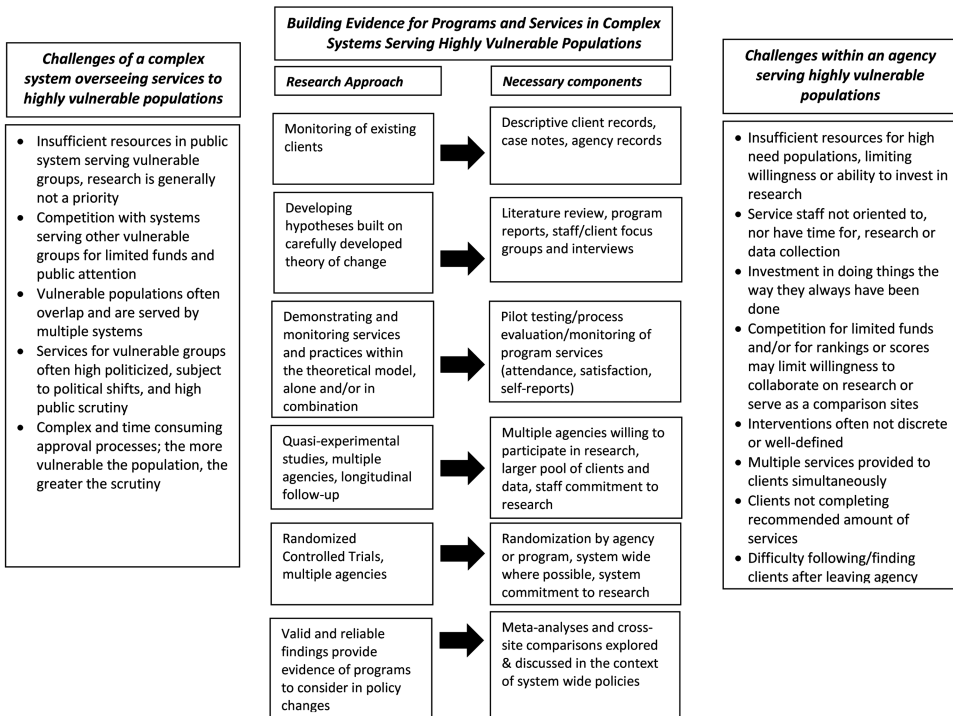 Building Evidence for Programs and Services in Complex
Systems Serving Highly Vulnerable Populations
Challenges of a complex
system overseeing services to
highly vulnerable populations
• Insufficient resources in public
system serving vulnerable
groups, research is generally
not a priority
• Competition with systems
serving other vulnerable
groups for limited funds and
public attention
• Vulnerable populations often
overlap and are served by
multiple systems
• Services for vulnerable groups
often high politicized, subject
to political shifts, and high
public scrutiny
• Complex and time consuming
approval processes; the more
vulnerable the population, the
greater the scrutiny
Research Approach
Necessary components
Monitoring of existing
clients
Descriptive client records,
case notes, agency records
Developing
hypotheses built on
carefully developed
theory of change
Literature review, program
reports, staff/client focus
groups and interviews
Demonstrating and
monitoring services
and practices within
the theoretical model,
alone and/or in
combination
Pilot testing/process
evaluation/monitoring of
program services
(attendance, satisfaction,
self-reports)
Quasi-experimental
studies, multiple
agencies, longitudinal
follow-up
Multiple agencies willing to
participate in research,
larger pool of clients and
data, staff commitment to
research
Randomized
Controlled Trials,
multiple agencies
Randomization by agency
or program, system wide
where possible, system
commitment to research
Valid and reliable
findings provide
evidence of programs
to consider in policy
changes
Meta-analyses and cross-
site comparisons explored
& discussed in the context
of system wide policies
Challenges within an agency
serving highly vulnerable
populations
• Insufficient resources for high
need populations, limiting
willingness or ability to invest in
research
• Service staff not oriented to,
nor have time for, research or
data collection
• Investment in doing things the
way they always have been
done
• Competition for limited funds
and/or for rankings or scores
may limit willingness to
collaborate on research or
serve as a comparison sites
• Interventions often not discrete
or well-defined
• Multiple services provided to
clients simultaneously
• Clients not completing
recommended amount of
services
• Difficulty following/finding
clients after leaving agency